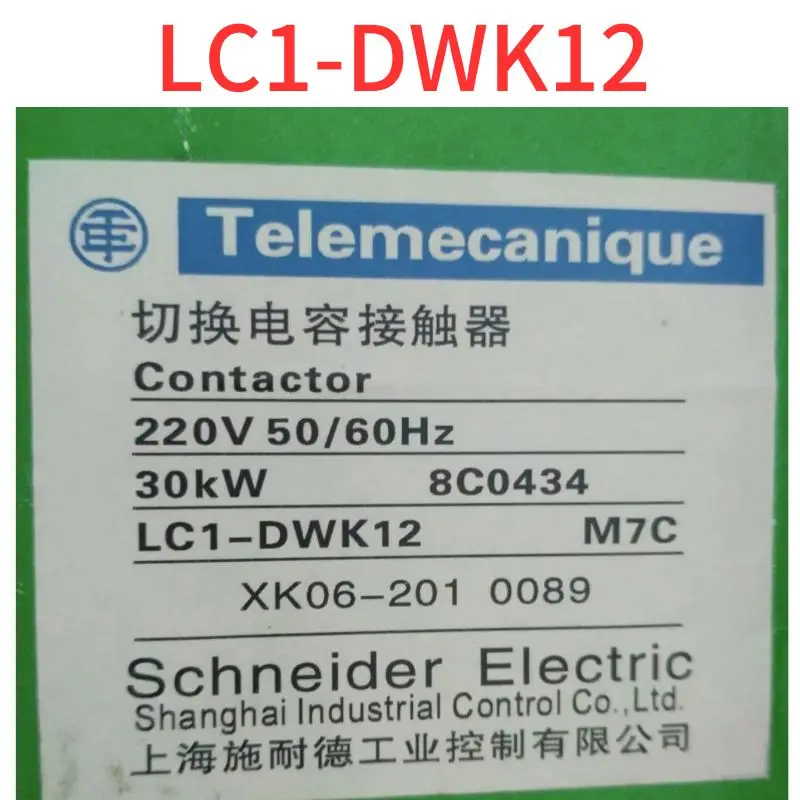 LC1-DWK12
Telemecanique
切换电容接触器
Contactor
220V 50/60Hz
30kW 8C0434
LC1-DWK12 M7C
XK06-201 0089
Schneider Electric
Shanghai Industrial Control Co.,Ltd.
上海施耐德工业控制有限公司